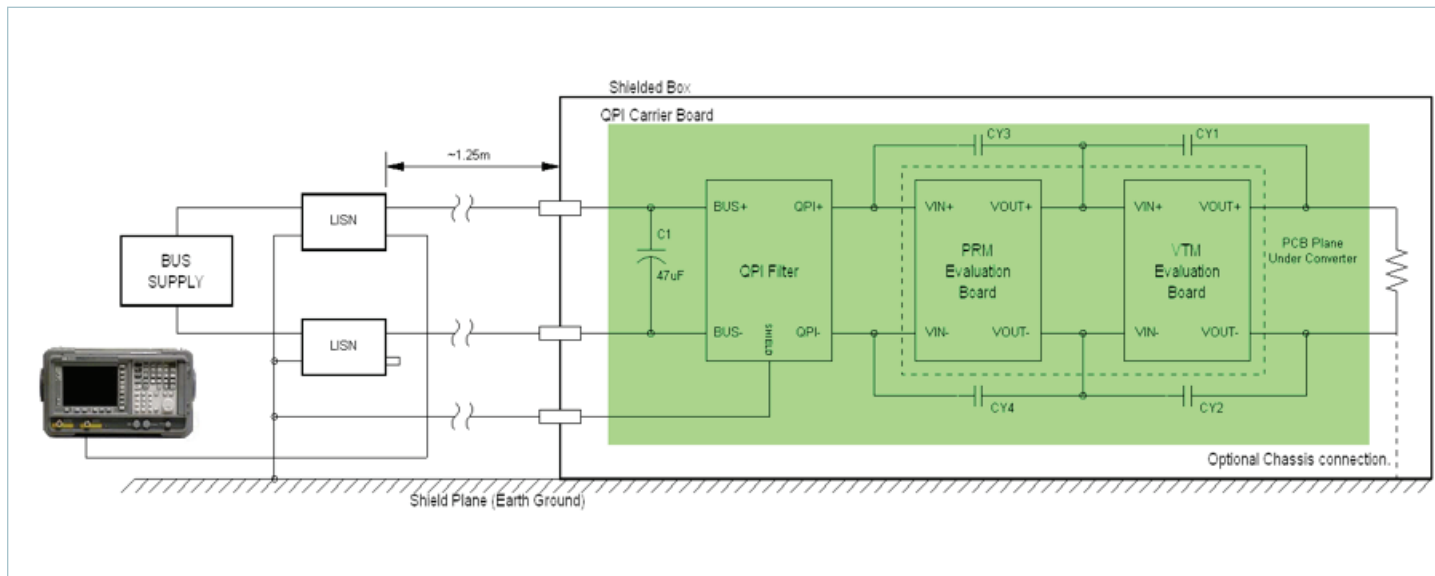 Shielded Box
QPI Carrier Board
~1.25m
CY3
CY1
LISN
BUS+
QPI+
VIN+
VOUT+
VIN+
VOUT+
C1
47uF
BUS
SUPPLY
QPI Filter
PRM
Evaluation
Board
VTM
Evaluation
Board
PCB Plane
Under Converter
LISN
BUS-
SHIELD
QPI-
VIN-
VOUT-
VIN-
VOUT-
CY4
CY2
Optional Chassis connection.
Shield Plane (Earth Ground)